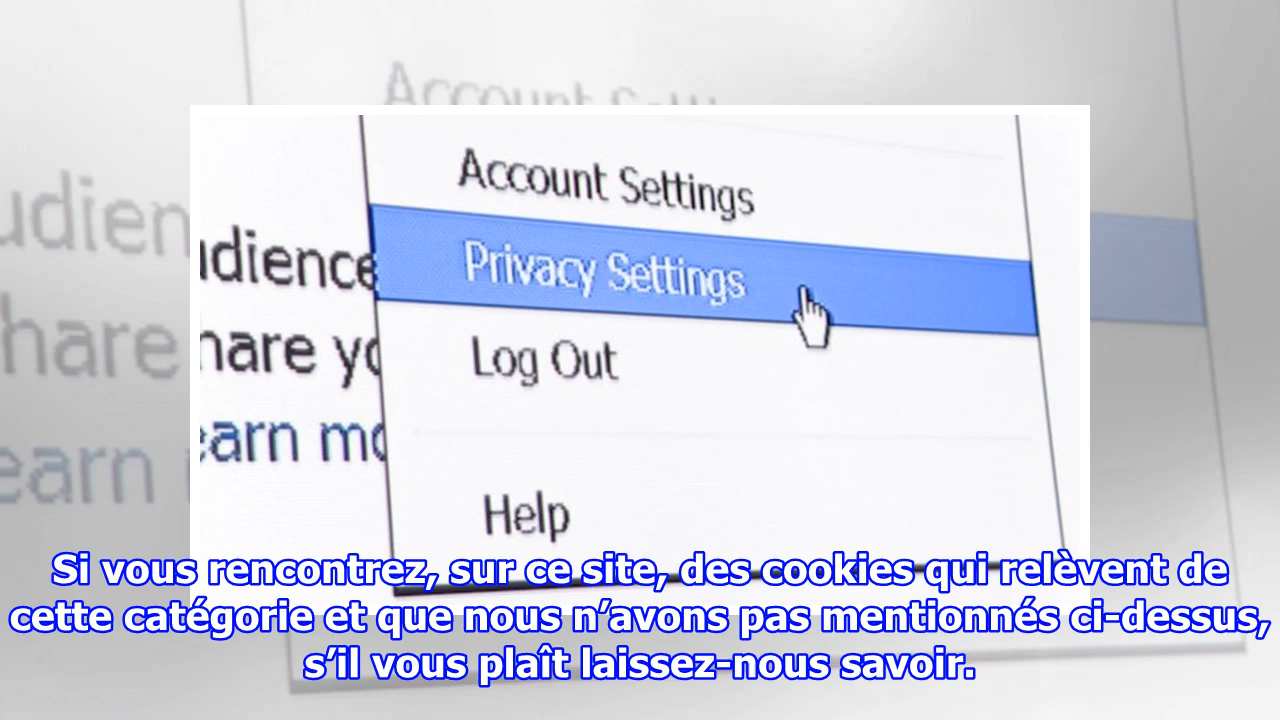 Account Settings
Privacy Settings
Log Out
Help
Si vous rencontrez, sur ce site, des cookies qui relèvent de
cette catégorie et que nous n’avons pas mentionnés ci-dessus,
s’il vous plaît laissez-nous savoir.